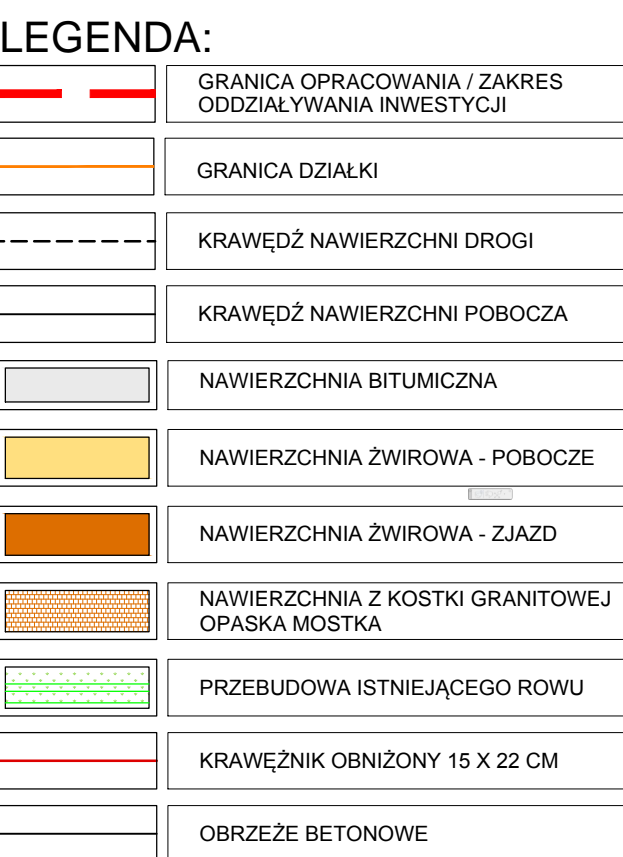 LEGENDA:
GRANICA OPRACOWANIA / ZAKRES
ODDZIAŁYWANIA INWESTYCJI
GRANICA DZIAŁKI
KRAWĘDŹ NAWIERZCHNI DROGI
KRAWĘDŹ NAWIERZCHNI POBOCZA
NAWIERZCHNIA BITUMICZNA
NAWIERZCHNIA ŻWIROWA - POBOCZE
NAWIERZCHNIA ŻWIROWA - ZJAZD
NAWIERZCHNIA Z KOSTKI GRANITOWEJ
OPASKA MOSTKA
PRZEBUDOWA ISTNIEJĄCEGO ROWU
KRAWĘŻNIK OBNIŻONY 15 X 22 CM
OBRZEŻE BETONOWE